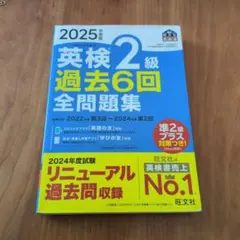 2025年度版
英検2級
過去6回
全問題集
2022年度 第3回～2024年度 第2回
準2級
プラス
対策つき!
2024年度試験
リニューアル
過去問収録
旺文社の
英検書売上
No.1
旺文社